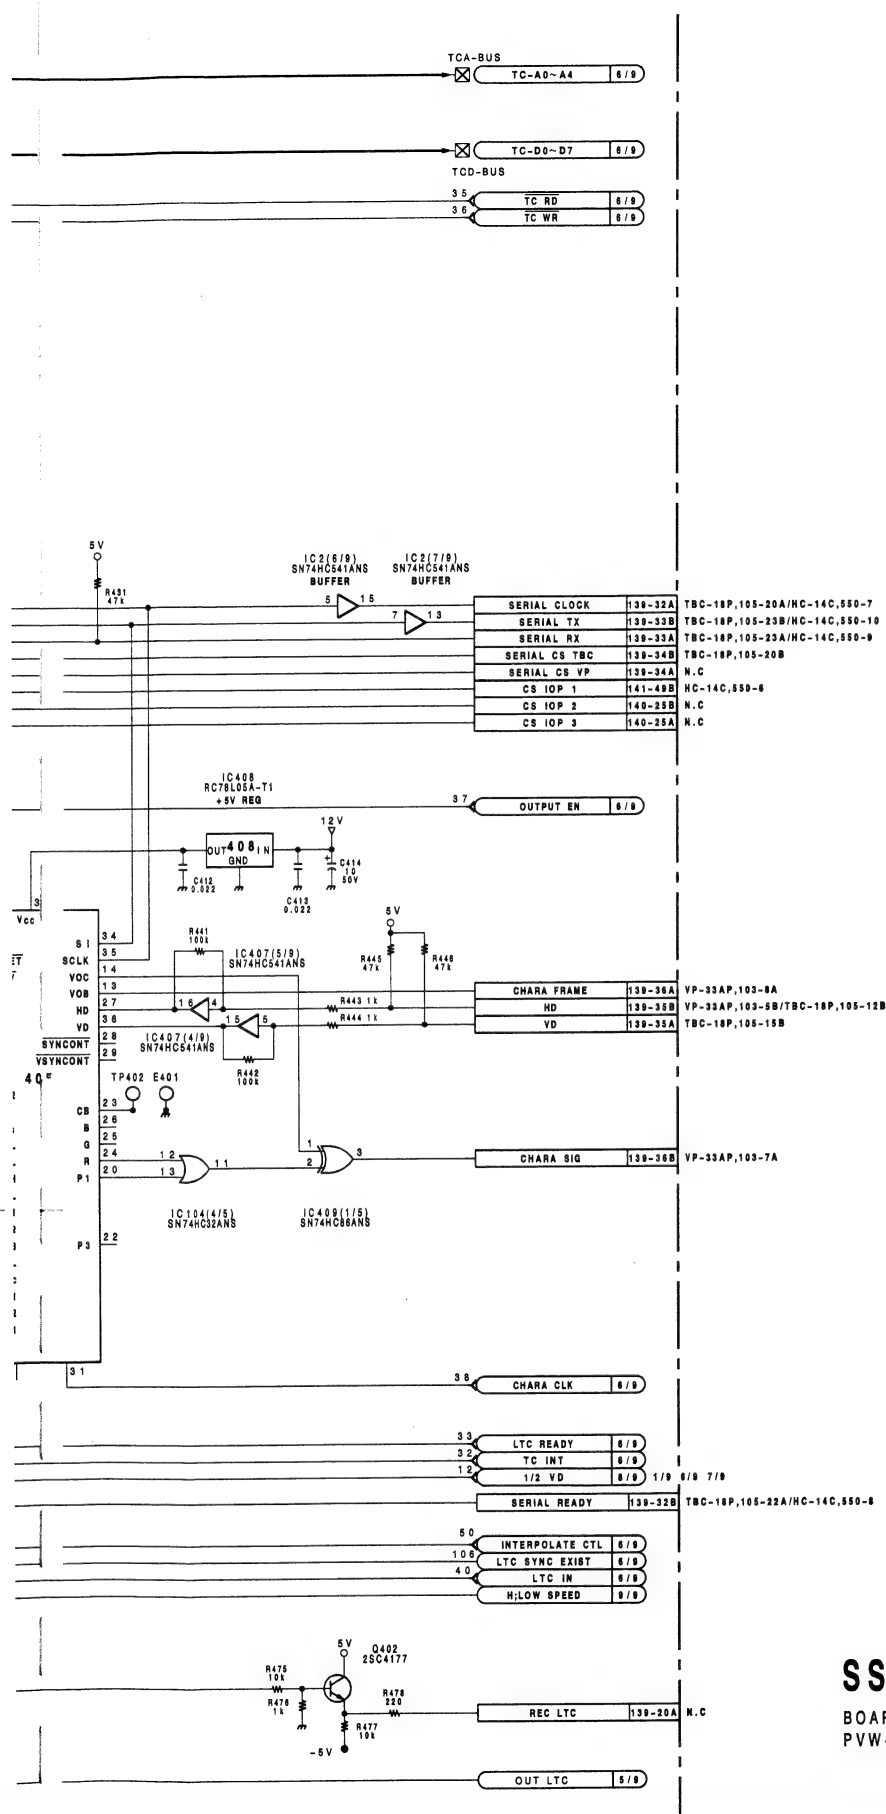 TCA-BUS
TC-A0~A4 6/9
TC-D0~D7 6/9
TCD-BUS
35 TC RD 6/9
36 TC WR 6/9
5V
R431
47k
IC2(6/9)
SN74HC541ANS
BUFFER
IC2(7/9)
SN74HC541ANS
BUFFER
5 15
7 13
SERIAL CLOCK 139-32A TBC-18P,105-20A/HC-14C,550-7
SERIAL TX 139-33B TBC-18P,105-23B/HC-14C,550-10
SERIAL RX 139-33A TBC-18P,105-23A/HC-14C,550-9
SERIAL CS TBC 139-34B TBC-18P,105-20B
SERIAL CS VP 139-34A N.C
CS IOP 1 141-49B HC-14C,550-6
CS IOP 2 140-25B N.C
CS IOP 3 140-25A N.C
IC408
RC78L05A-T1
+5V REG
37 OUTPUT EN 6/9
12V
OUT 408 IN
GND
C412
0.022
C413
0.022
C414
10
50V
3
Vcc
5V
SI 34
SCLK 35
VOC 14
VOB 13
HD 27
VD 36
SYNCONT 28
VSYNCONT 29
R441
100k
IC407(5/9)
SN74HC541ANS
R445
47k
R446
47k
16 4
R443 1k
15 5
R444 1k
CHARA FRAME 139-36A VP-33AP,103-8A
HD 139-35B VP-33AP,103-5B/TBC-18P,105-12B
VD 139-35A TBC-18P,105-15B
IC407(4/9)
SN74HC541ANS
R442
100k
40
TP402 E401
CB 23
B 26
G 25
R 24
P1 20
P3 22
12
13
11
1
2
3
CHARA SIG 139-36B VP-33AP,103-7A
IC104(4/5)
SN74HC32ANS
IC409(1/5)
SN74HC86ANS
31
38 CHARA CLK 6/9
33 LTC READY 6/9
32 TC INT 6/9
12 1/2 VD 6/9 1/9 6/9 7/9
SERIAL READY 139-32B TBC-18P,105-22A/HC-14C,550-8
50 INTERPOLATE CTL 6/9
106 LTC SYNC EXIST 6/9
40 LTC IN 6/9
H;LOW SPEED 9/9
5V
Q402
2SC4177
R475
10k
R476
1k
R478
220
R477
10k
-5V
REC LTC 139-20A N.C
OUT LTC 5/9
SS
BOAR
PVW-